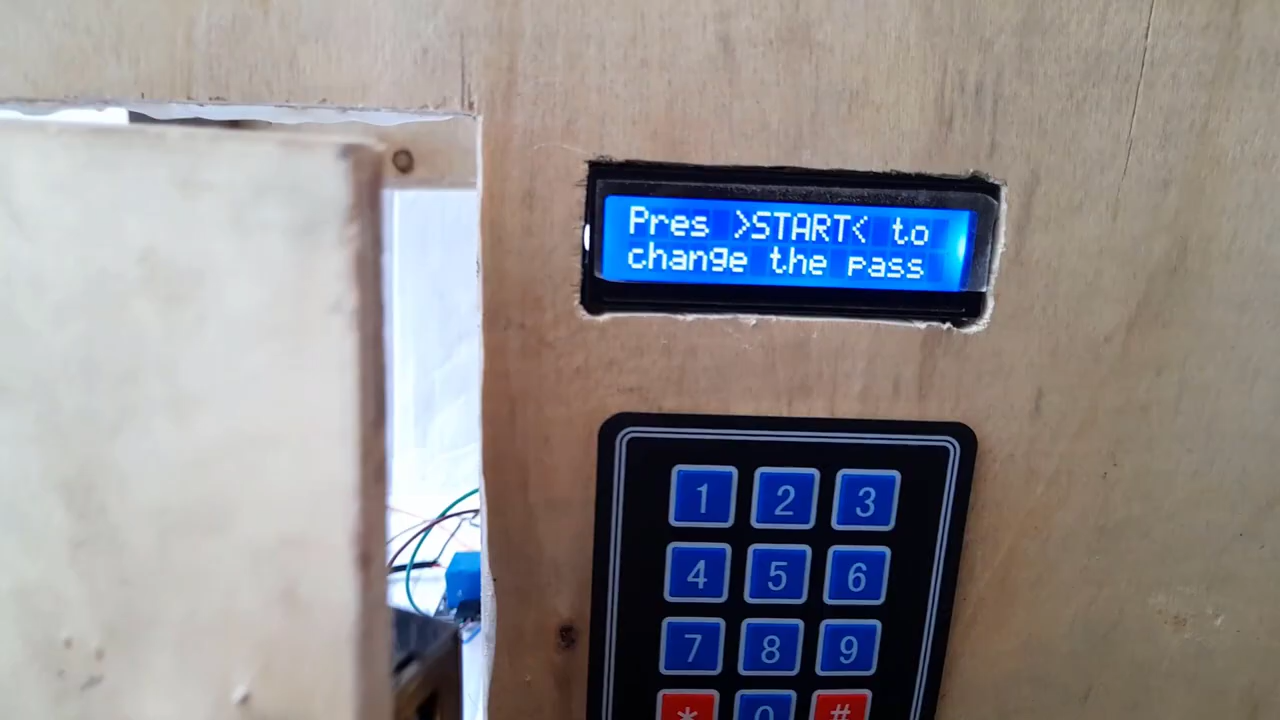 Pres >START< to
change the pass
1 2 3
4 5 6
7 8 9
* 0 #